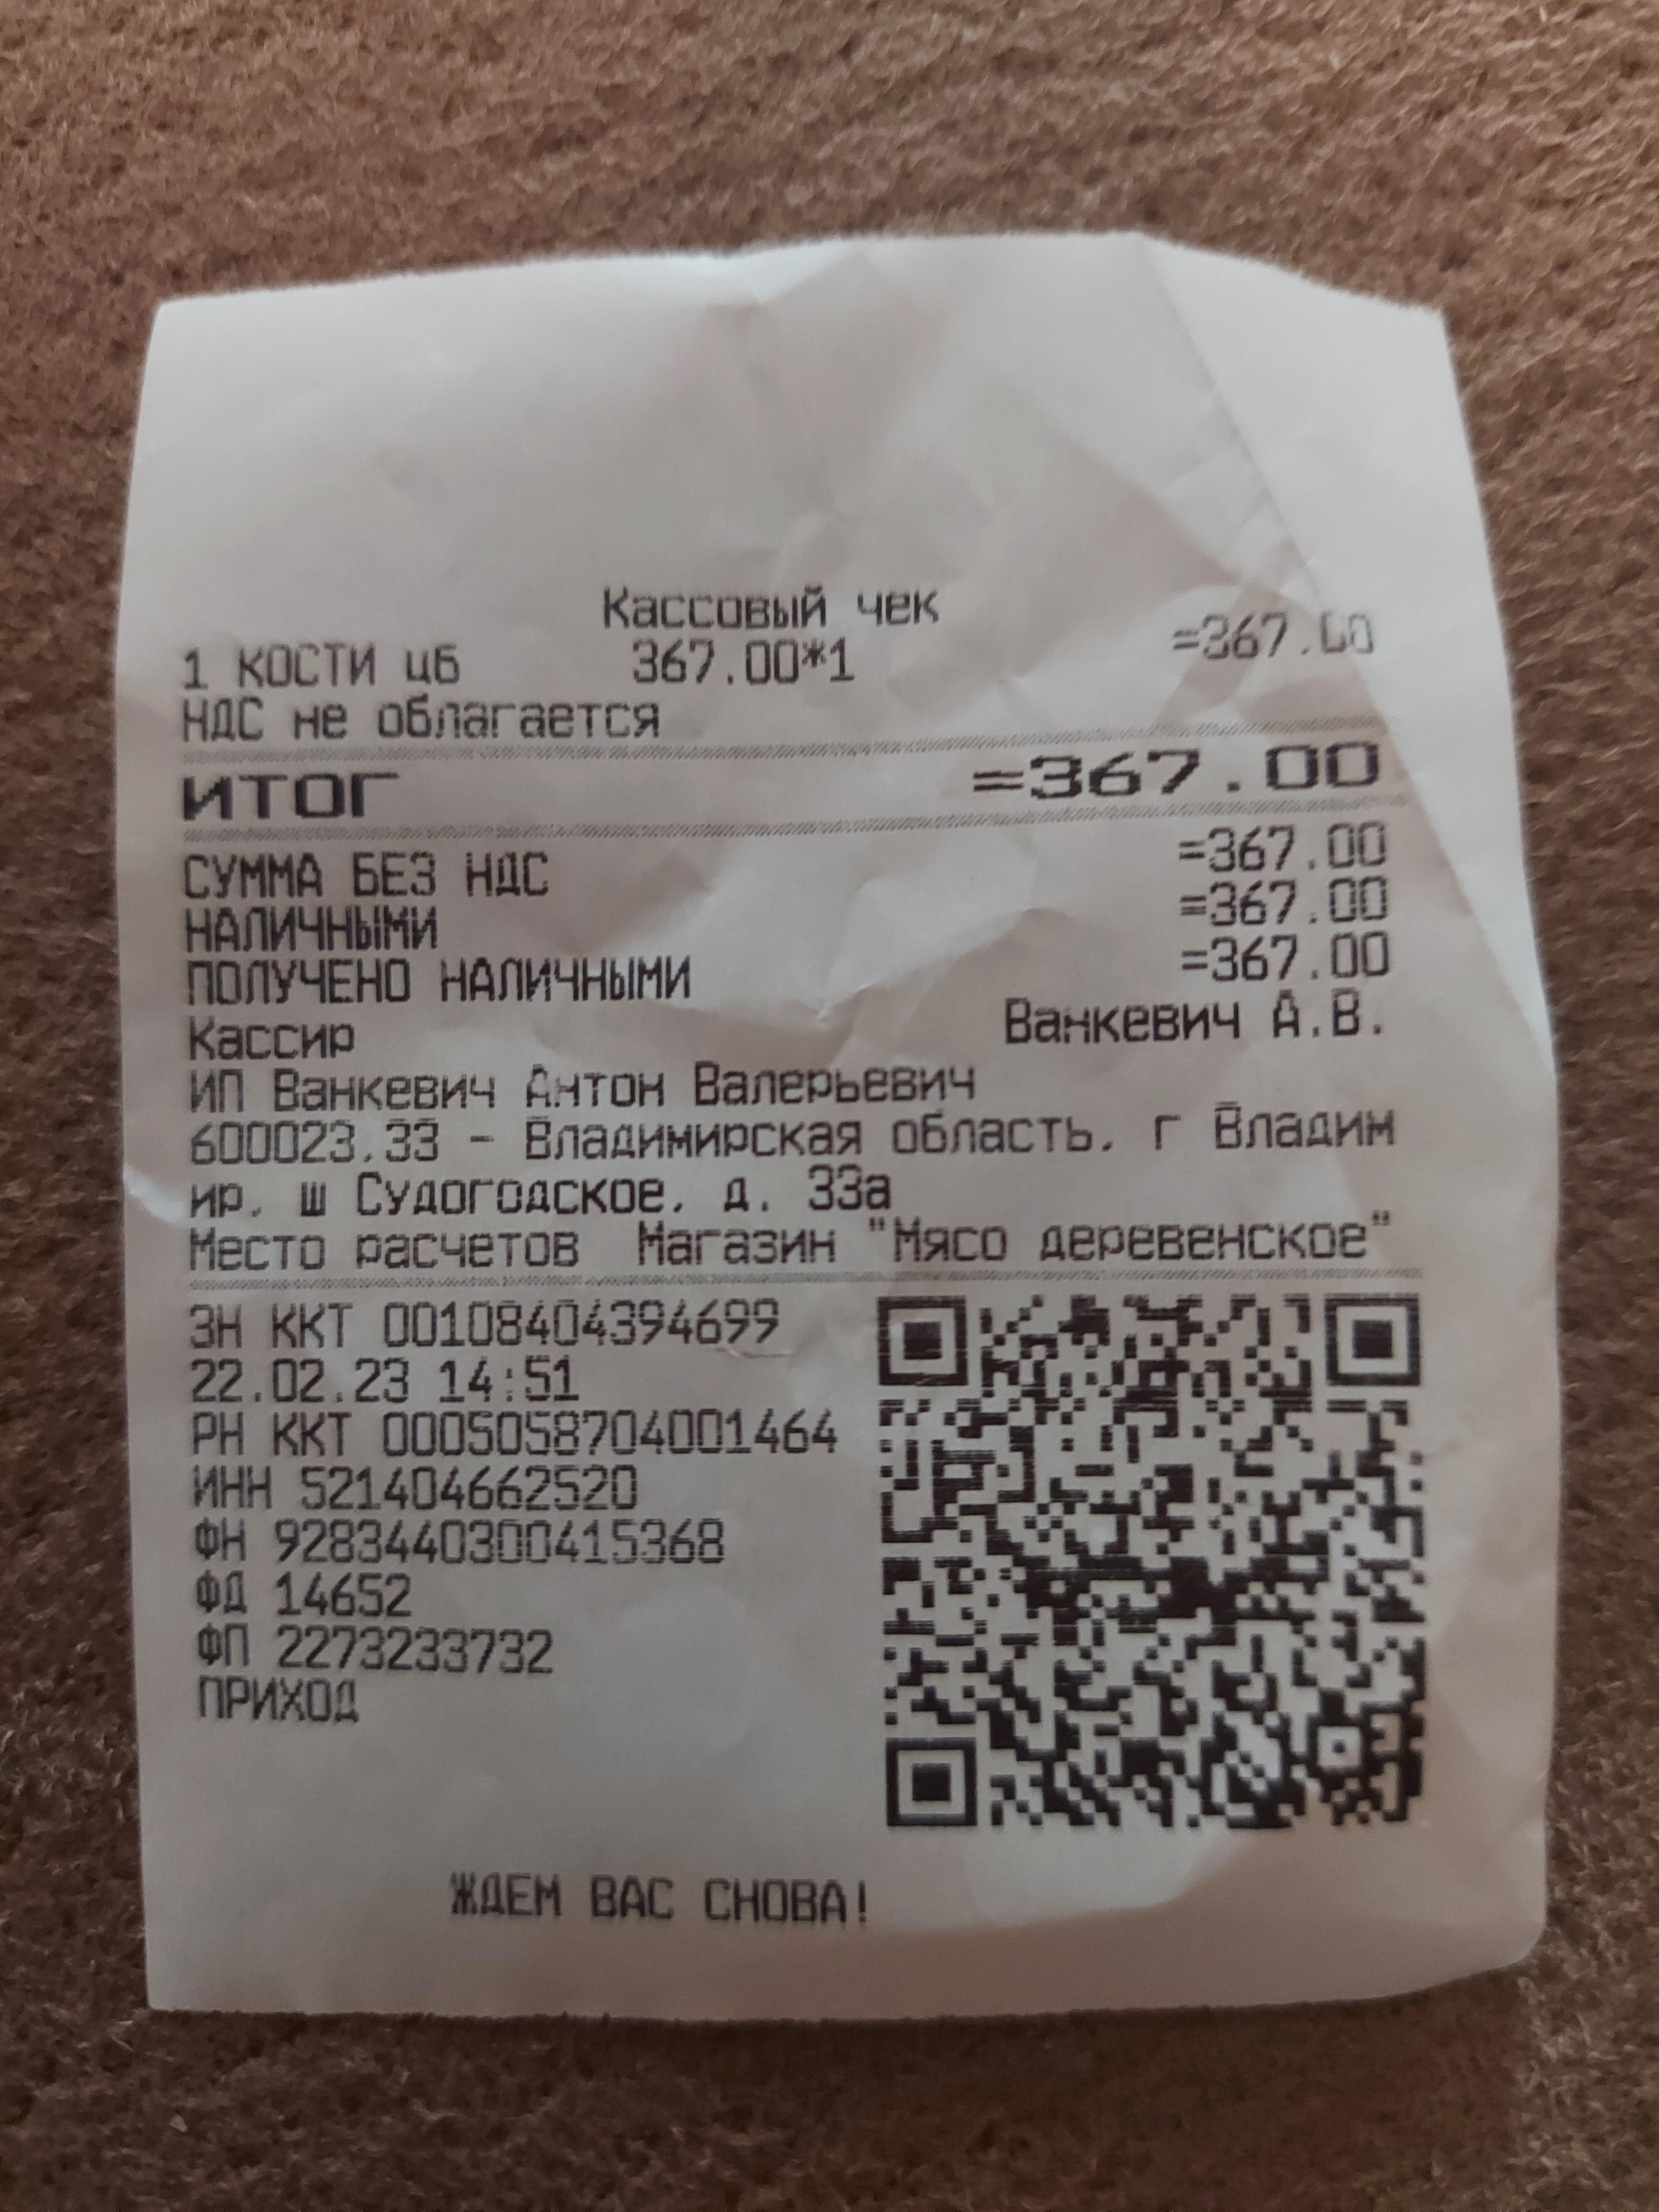 Кассовый чек
1 КОСТИ цб 367.00*1 =367.00
НДС не облагается
ИТОГ =367.00
СУММА БЕЗ НДС =367.00
НАЛИЧНЫМИ =367.00
ПОЛУЧЕНО НАЛИЧНЫМИ =367.00
Кассир Ванкевич А.В.
ИП Ванкевич Антон Валерьевич
600023,33 - Владимирская область, г Владим
ир, ш Судогодское, д. 33а
Место расчетов Магазин "Мясо деревенское"
ЗН ККТ 00108404394699
22.02.23 14:51
РН ККТ 0005058704001464
ИНН 521404662520
ФН 9283440300415368
ФД 14652
ФП 2273233732
ПРИХОД
ЖДЕМ ВАС СНОВА!